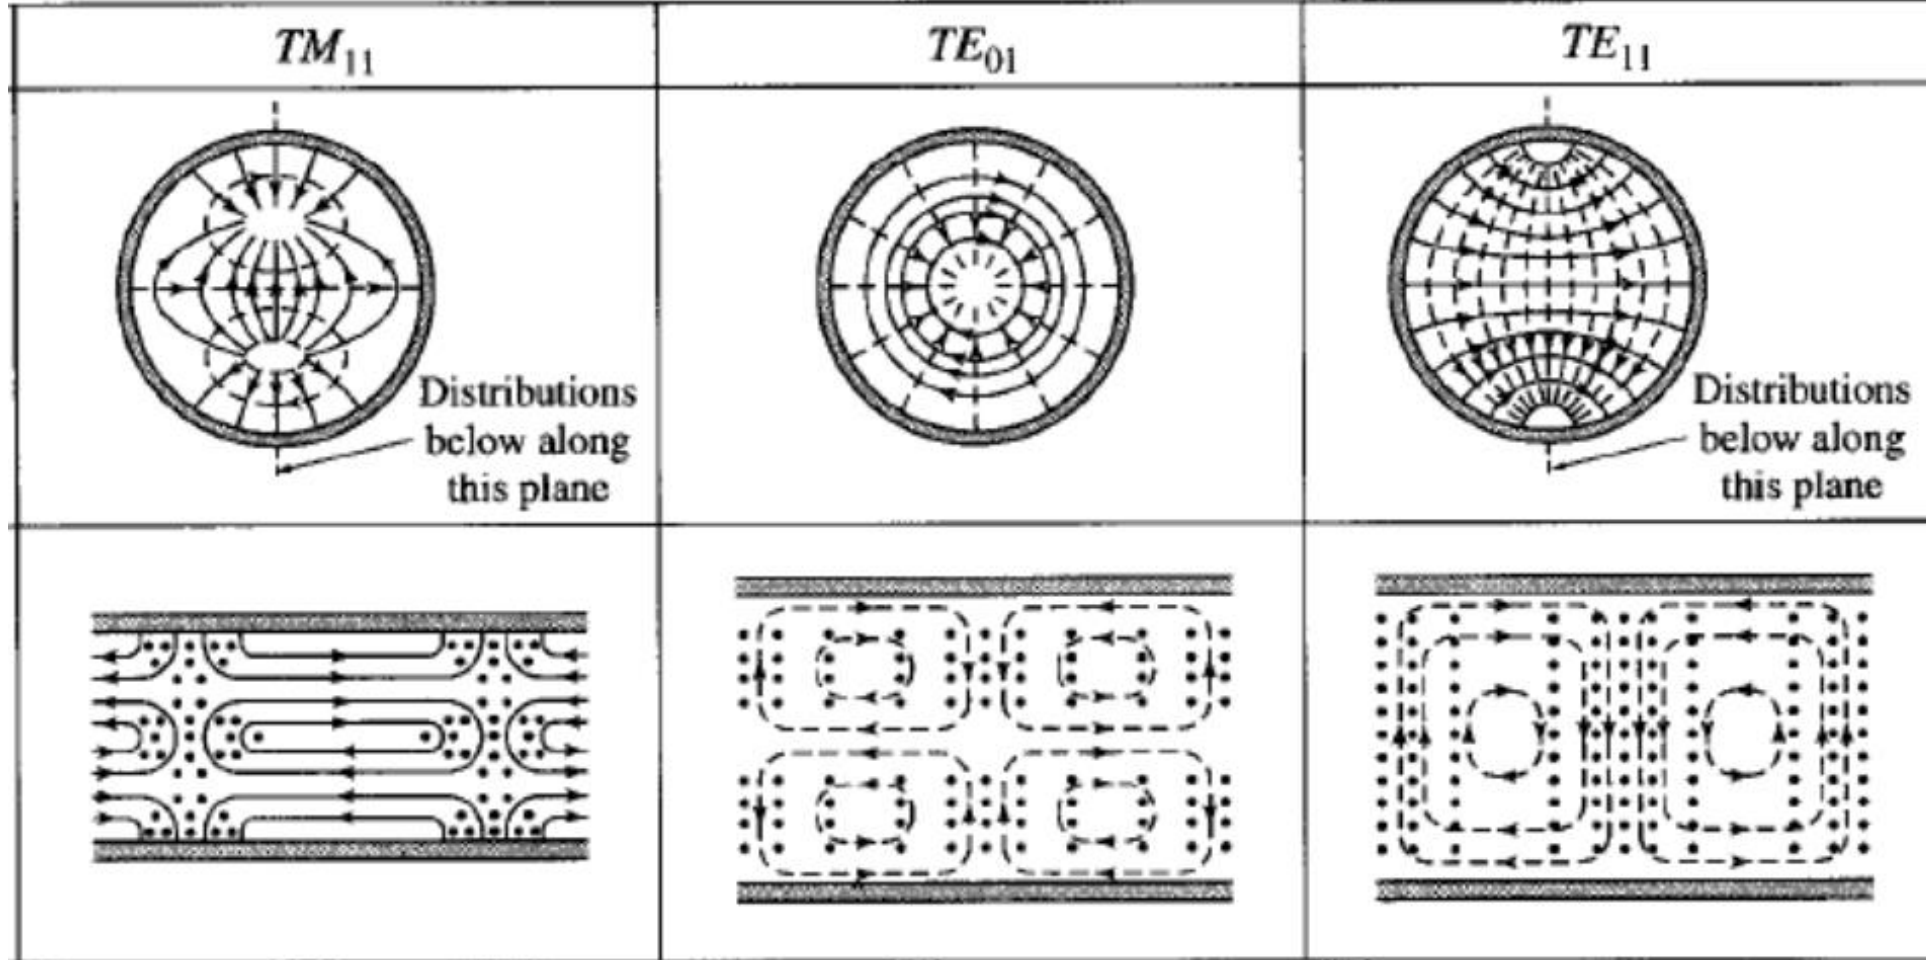 TM₁₁
TE₀₁
TE₁₁
Distributions
below along
this plane
Distributions
below along
this plane